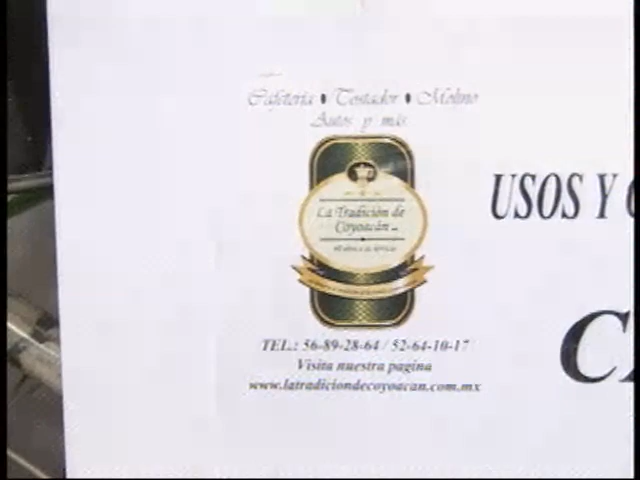 Cafetería • Tostador • Molino
Autos y más
La Tradición de
Coyoacán
TEL.: 56-89-28-64 / 52-64-10-17
Visita nuestra pagina
www.latradiciondecoyoacan.com.mx
USOS Y
C